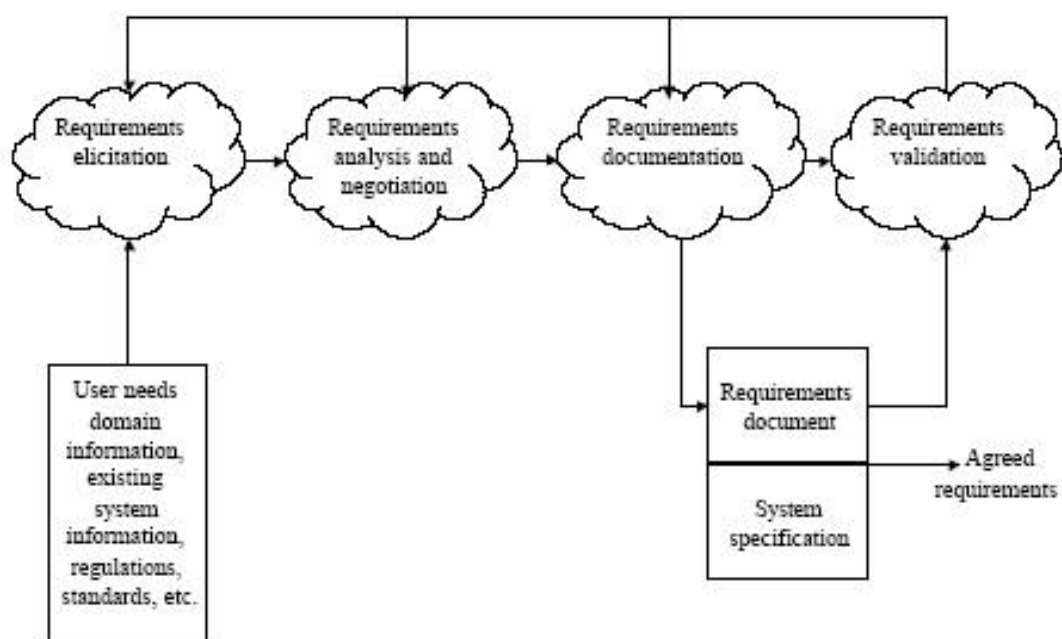 Requirements
elicitation
Requirements
analysis and
negotiation
Requirements
documentation
Requirements
validation
User needs
domain
information,
existing
system
information,
regulations,
standards, etc.
Requirements
document
System
specification
Agreed
requirements